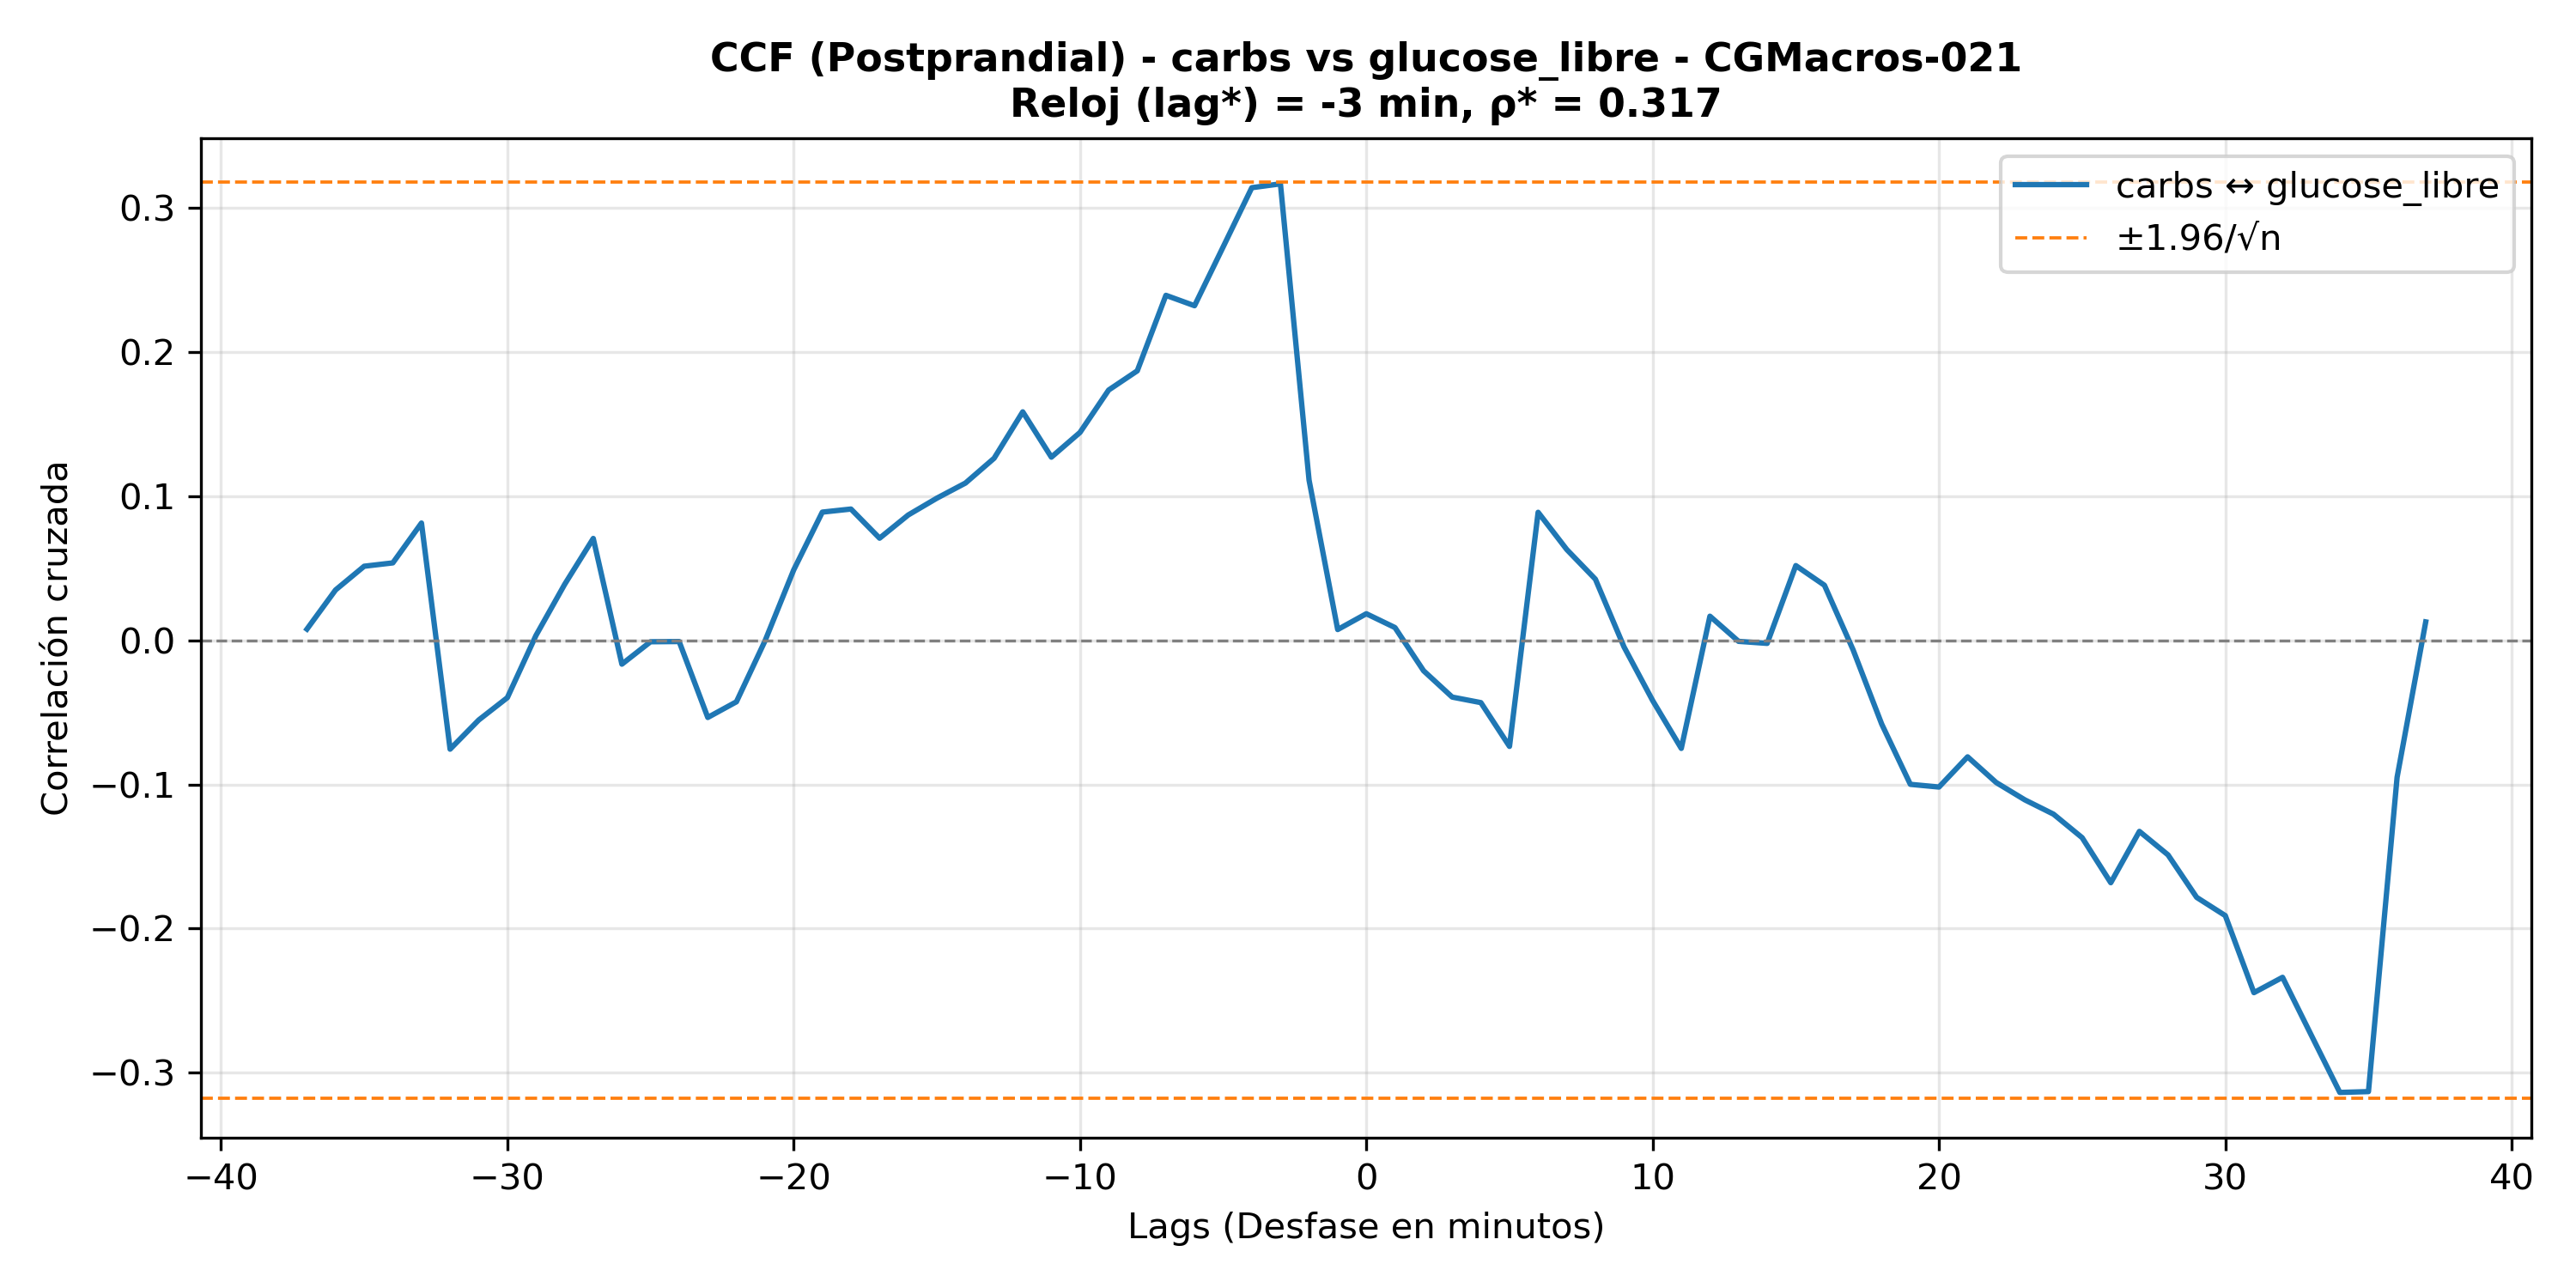 CCF (Postprandial) - carbs vs glucose_libre - CGMacros-021
Reloj (lag*) = -3 min, ρ* = 0.317
carbs ↔ glucose_libre
±1.96/√n
Correlación cruzada
0.3
0.2
0.1
0.0
−0.1
−0.2
−0.3
−40 −30 −20 −10 0 10 20 30 40
Lags (Desfase en minutos)